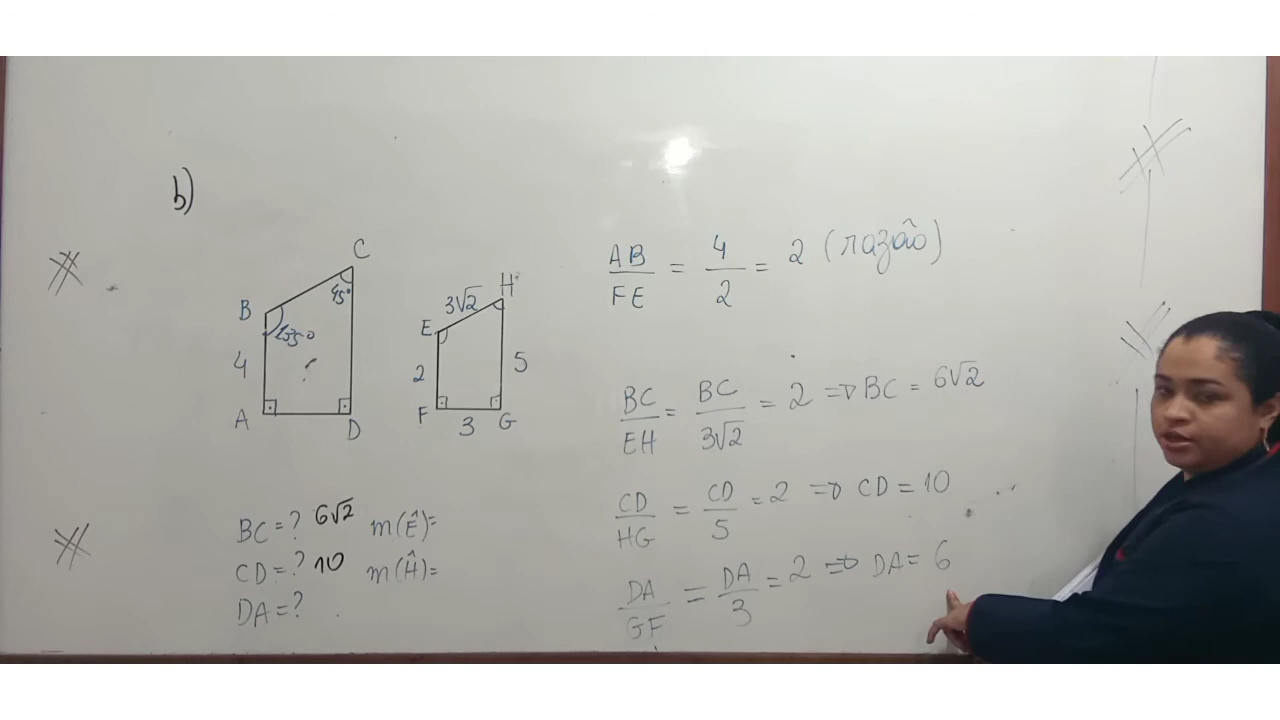 b)
C
B
45°
135°
4
A
D
3√2
H
E
2
5
F
3
G
BC = ? 6√2 m(Ê)=
CD = ? 10 m(Ĥ)=
DA = ?
AB/FE = 4/2 = 2 (razão)
BC/EH = BC/3√2 = 2 => BC = 6√2
CD/HG = CD/5 = 2 => CD = 10
DA/GF = DA/3 = 2 => DA = 6